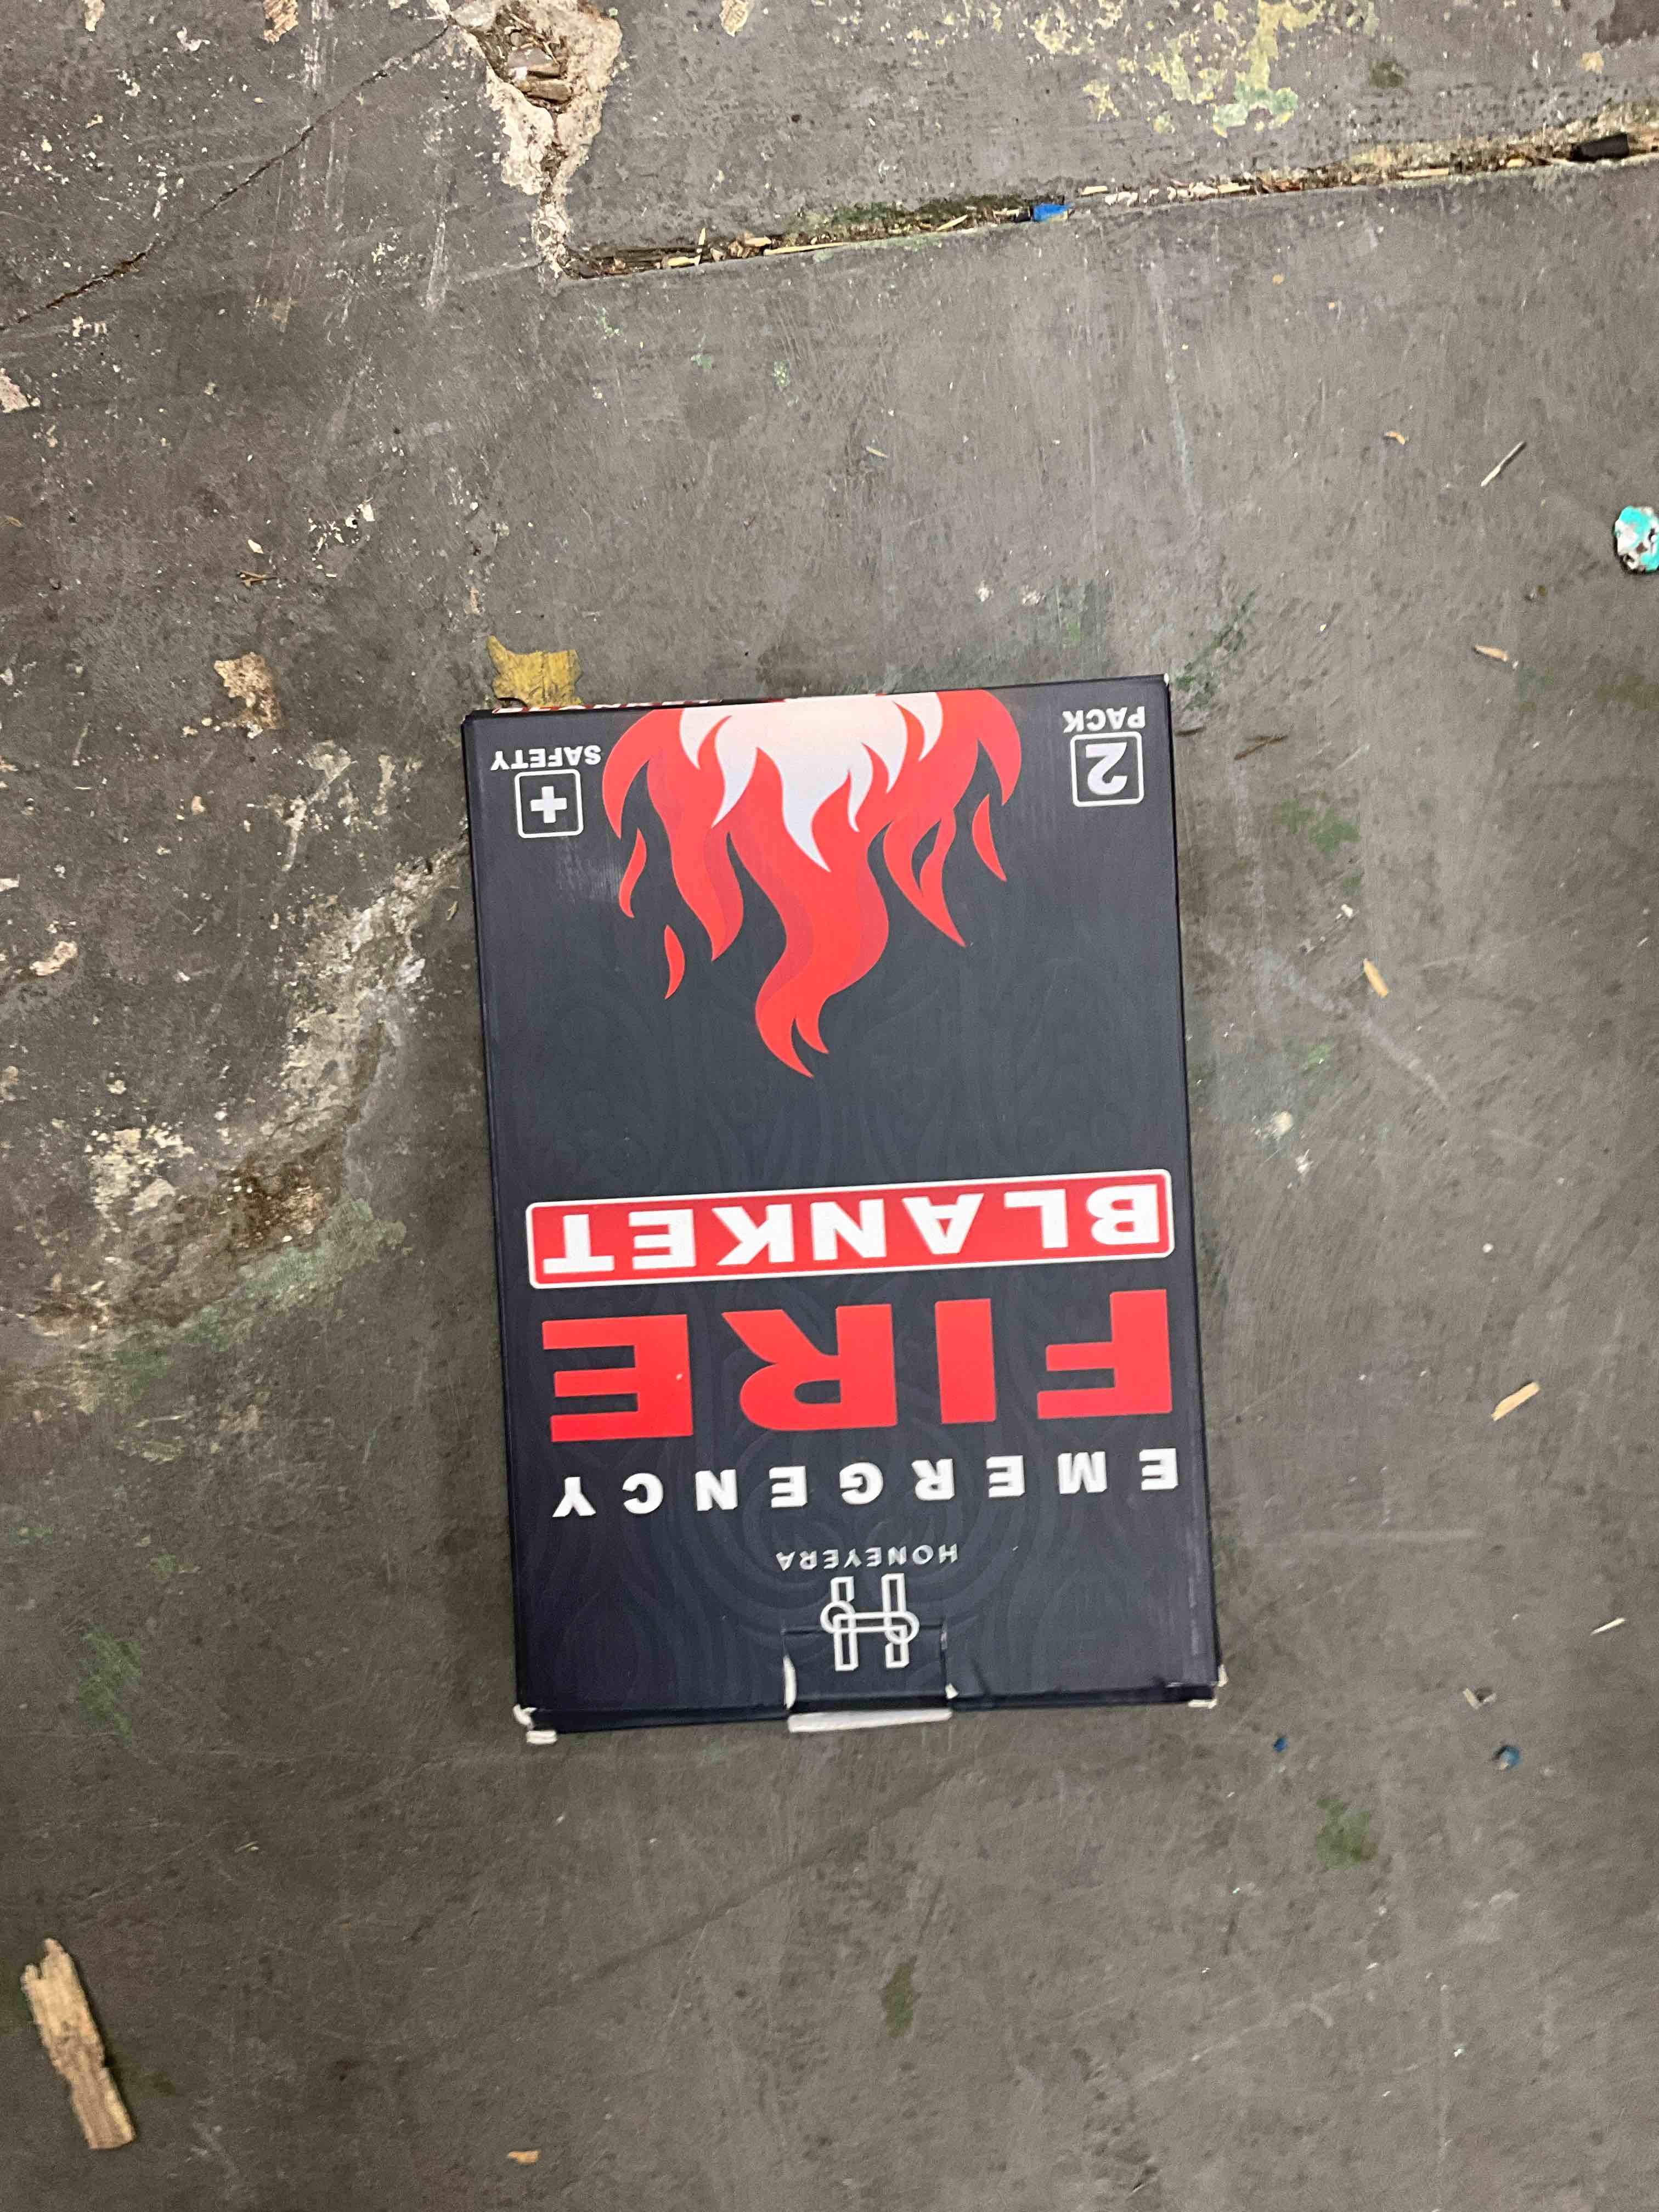 HONEYERA
EMERGENCY
FIRE
BLANKET
2
PACK
SAFETY